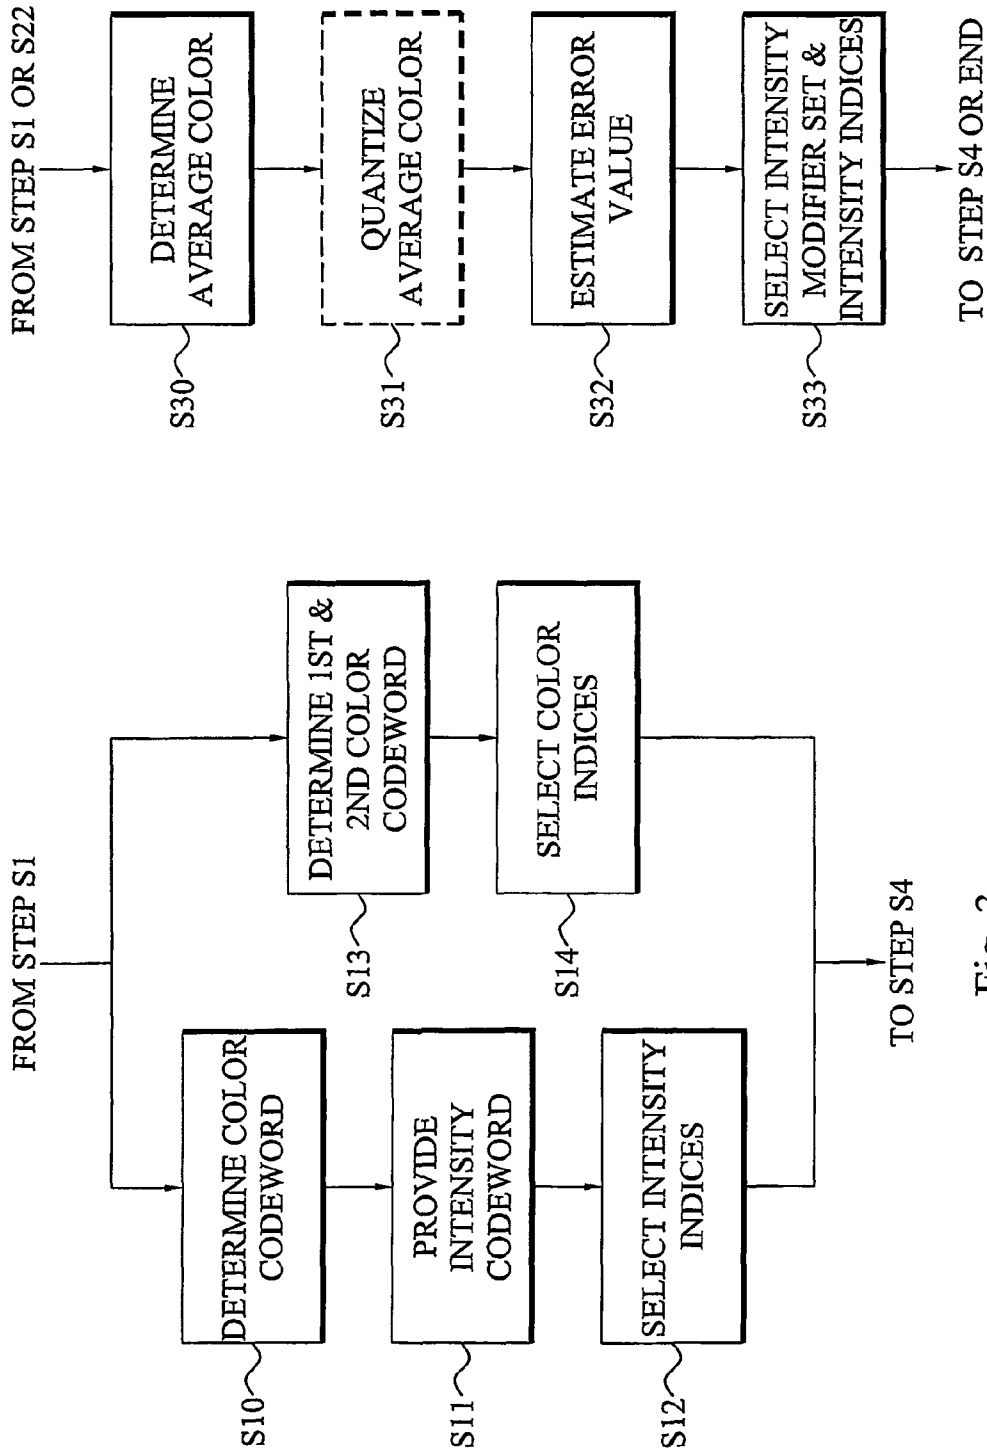 FROM STEP S1
DETERMINE COLOR
CODEWORD
S10
PROVIDE
INTENSITY
CODEWORD
S11
SELECT INTENSITY
INDICES
S12
DETERMINE 1ST &
2ND COLOR
CODEWORD
S13
SELECT COLOR
INDICES
S14
TO STEP S4
FROM STEP S1 OR S22
DETERMINE
AVERAGE COLOR
S30
QUANTIZE
AVERAGE COLOR
S31
ESTIMATE ERROR
VALUE
S32
SELECT INTENSITY
MODIFIER SET &
INTENSITY INDICES
S33
TO STEP S4 OR END